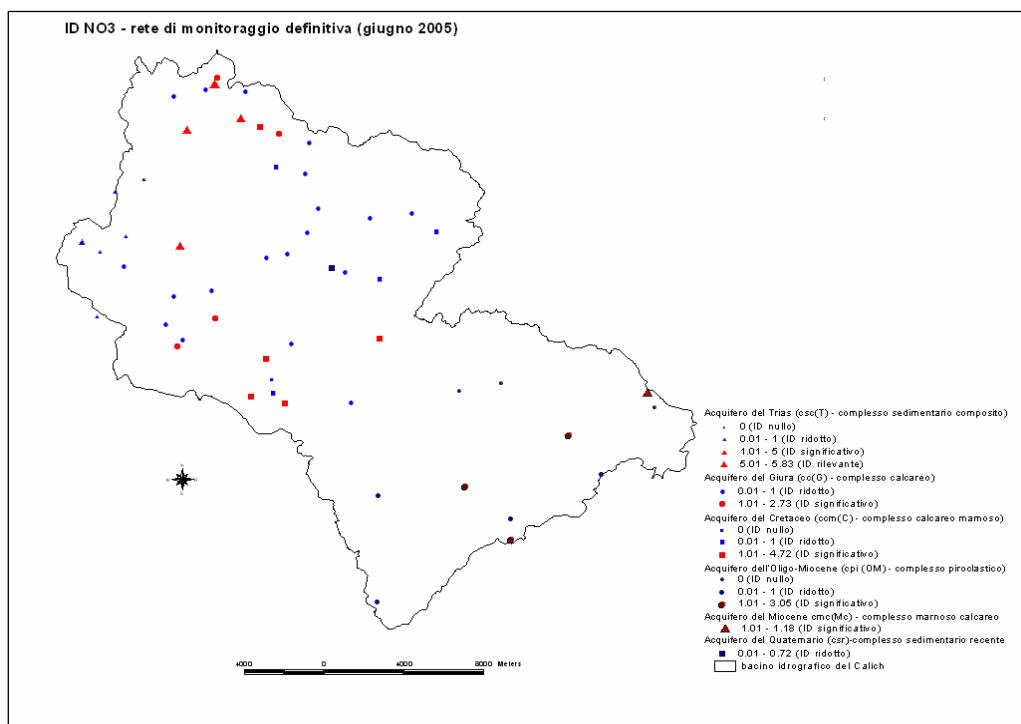 ID NO3 - rete di monitoraggio definitiva (giugno 2005)
Acquifero del Trias (csc(T) - complesso sedimentario composito)
0 (ID nullo)
0.01 - 1 (ID ridotto)
1.01 - 5 (ID significativo)
5.01 - 5.83 (ID rilevante)
Acquifero del Giura (cc(G) - complesso calcareo)
0.01 - 1 (ID ridotto)
1.01 - 2.73 (ID significativo)
Acquifero del Cretaceo (ccm(C) - complesso calcareo marnoso)
0 (ID nullo)
0.01 - 1 (ID ridotto)
1.01 - 4.72 (ID significativo)
Acquifero dell'Oligo-Miocene (cpi (OM) - complesso piroclastico)
0 (ID nullo)
0.01 - 1 (ID ridotto)
1.01 - 3.05 (ID significativo)
Acquifero del Miocene cmc(Mc) - complesso marnoso calcareo
1.01 - 1.18 (ID significativo)
Acquifero del Quaternario (csr)-complesso sedimentario recente
0.01 - 0.72 (ID ridotto)
bacino idrografico del Calich
4000 0 4000 8000 Meters